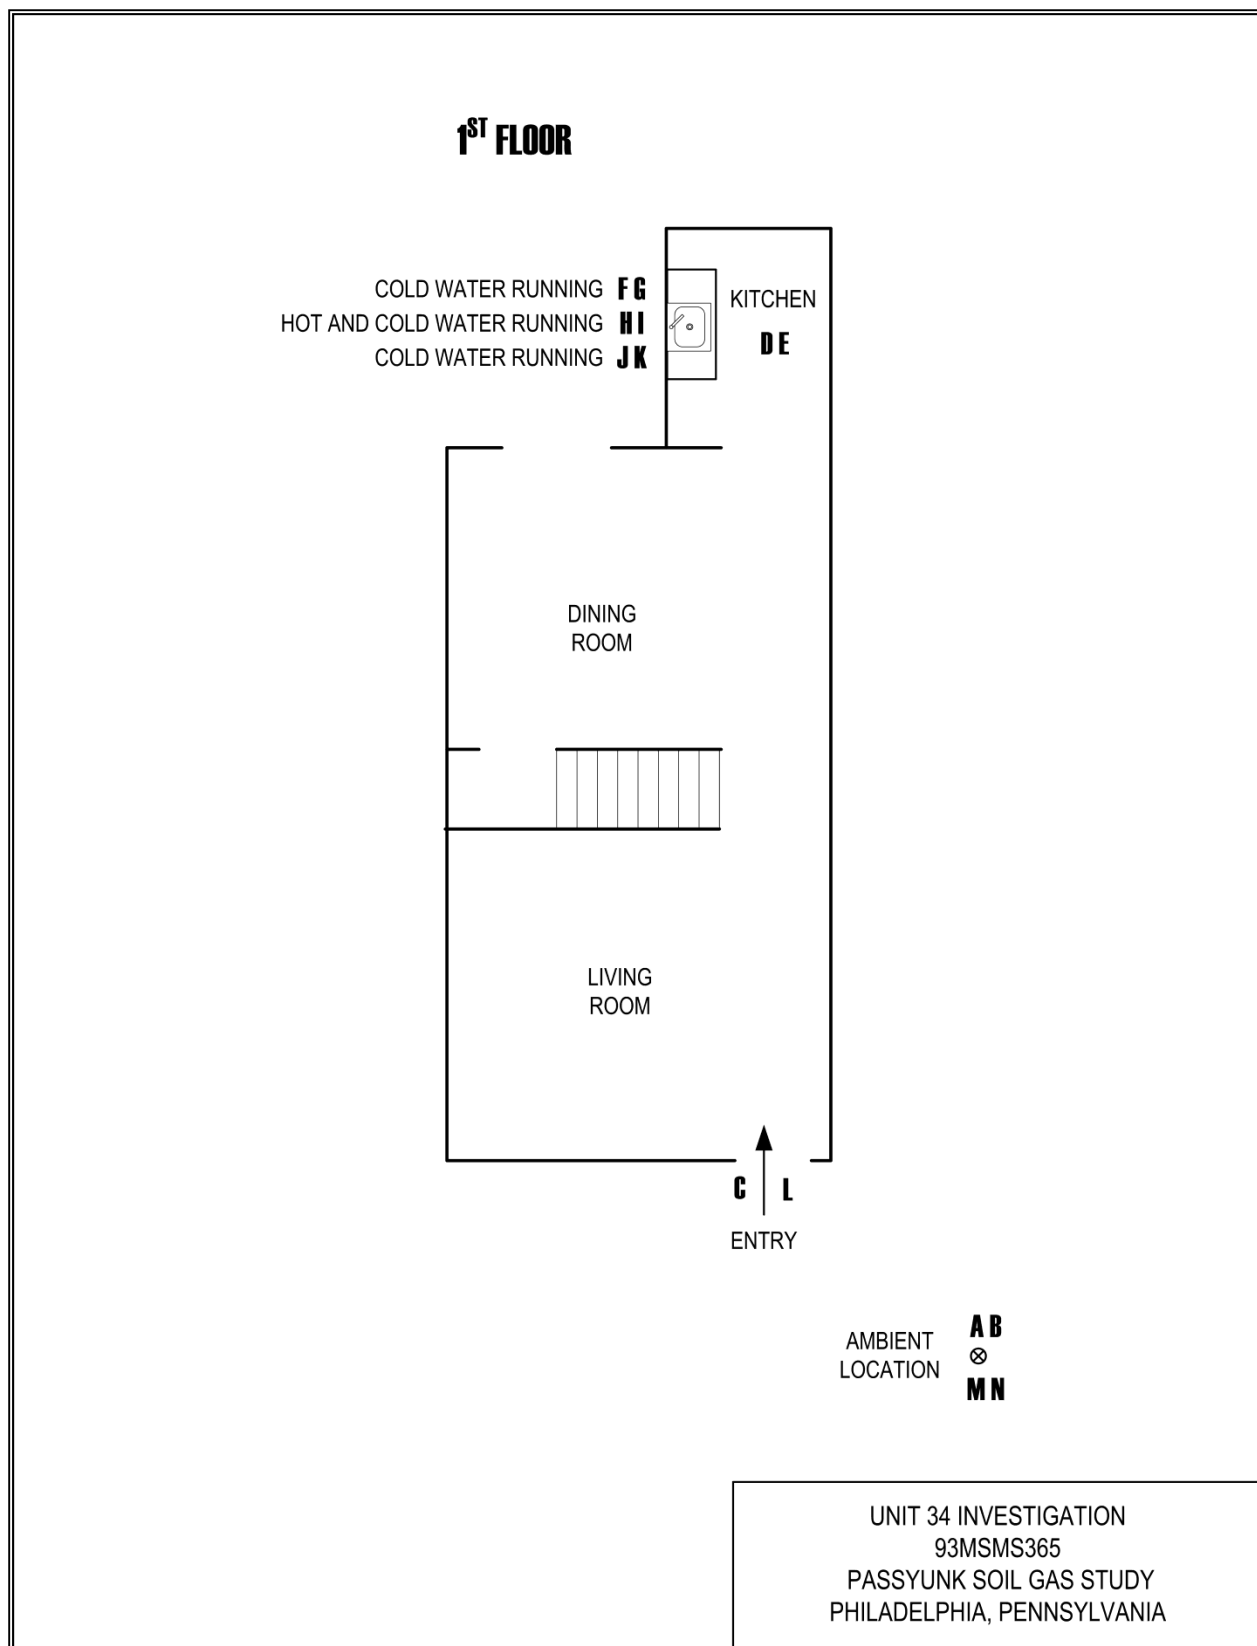 1ST FLOOR
COLD WATER RUNNING F G
HOT AND COLD WATER RUNNING H I
COLD WATER RUNNING J K
KITCHEN
D E
DINING
ROOM
LIVING
ROOM
C L
ENTRY
AMBIENT
LOCATION
A B
M N
UNIT 34 INVESTIGATION
93MSMS365
PASSYUNK SOIL GAS STUDY
PHILADELPHIA, PENNSYLVANIA